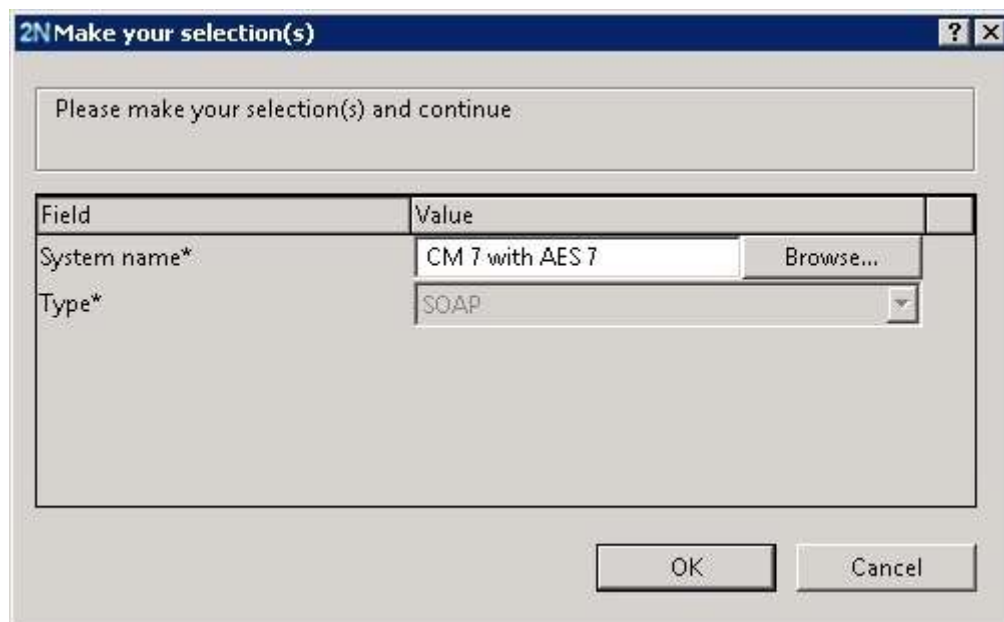 2N Make your selection(s)
Please make your selection(s) and continue
Field Value
System name* CM 7 with AES 7 Browse...
Type* SOAP
OK Cancel